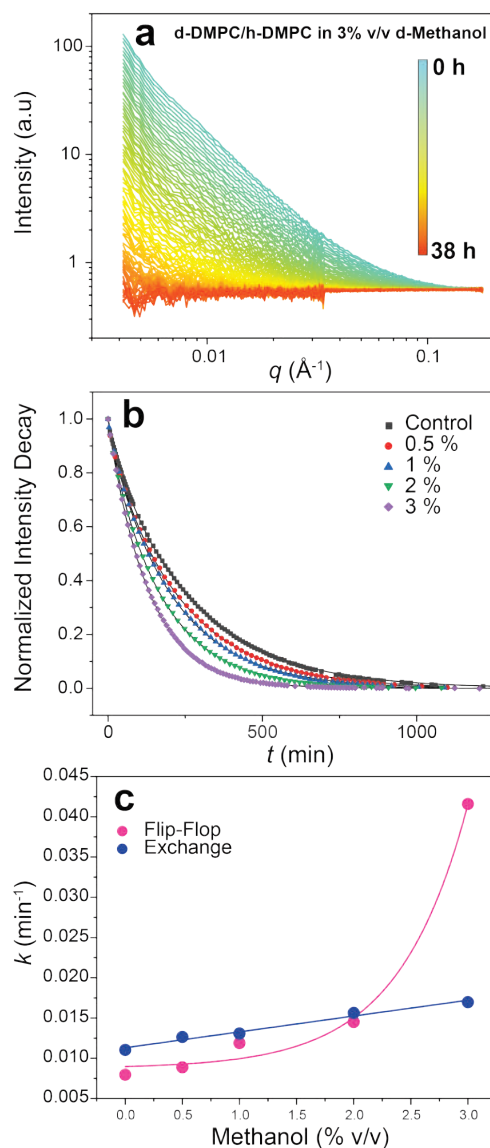 a
d-DMPC/h-DMPC in 3% v/v d-Methanol
0 h
38 h
100
10
1
Intensity (a.u)
0.01
0.1
q (Å⁻¹)
b
Control
0.5 %
1 %
2 %
3 %
1.0
0.8
0.6
0.4
0.2
0.0
Normalized Intensity Decay
0
500
1000
t (min)
c
Flip-Flop
Exchange
0.045
0.040
0.035
0.030
0.025
0.020
0.015
0.010
0.005
k (min⁻¹)
0.0
0.5
1.0
1.5
2.0
2.5
3.0
Methanol (% v/v)